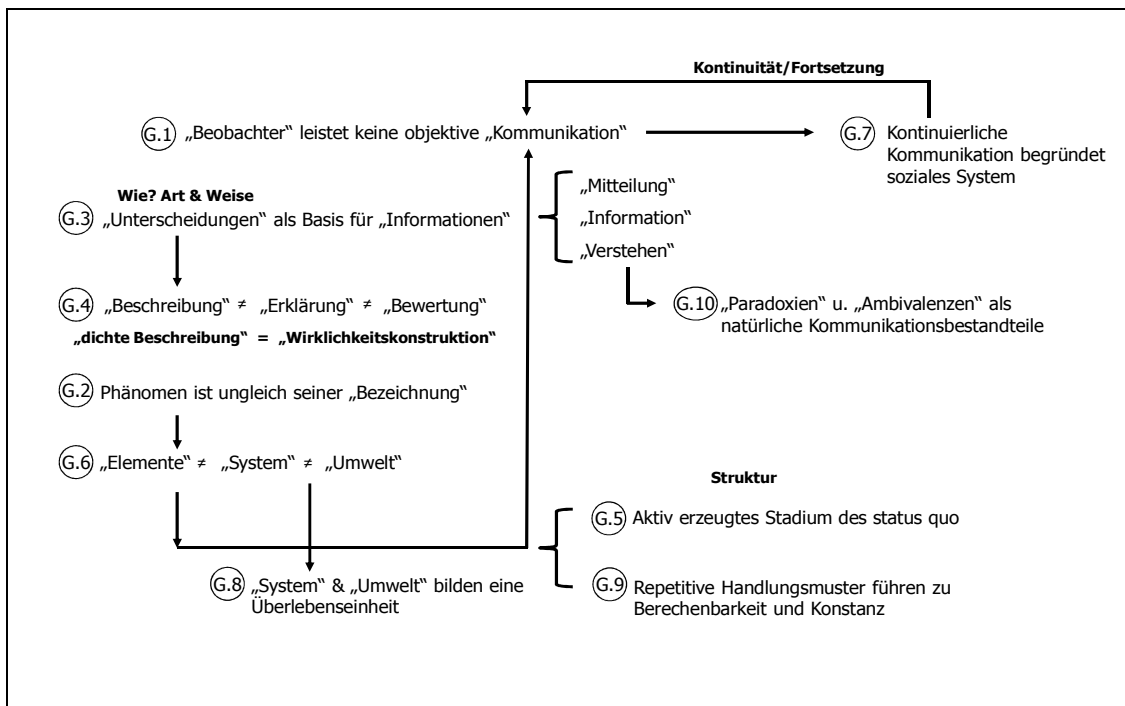 Kontinuität/Fortsetzung
G.1 „Beobachter“ leistet keine objektive „Kommunikation“
G.7 Kontinuierliche
Kommunikation begründet
soziales System
„Mitteilung“
„Information“
„Verstehen“
Wie? Art & Weise
G.3 „Unterscheidungen“ als Basis für „Informationen“
G.4 „Beschreibung“ ≠ „Erklärung“ ≠ „Bewertung“
„dichte Beschreibung“ = „Wirklichkeitskonstruktion“
G.10 „Paradoxien“ u. „Ambivalenzen“ als
natürliche Kommunikationsbestandteile
G.2 Phänomen ist ungleich seiner „Bezeichnung“
G.6 „Elemente“ ≠ „System“ ≠ „Umwelt“
G.8 „System“ & „Umwelt“ bilden eine
Überlebenseinheit
Struktur
G.5 Aktiv erzeugtes Stadium des status quo
G.9 Repetitive Handlungsmuster führen zu
Berechenbarkeit und Konstanz